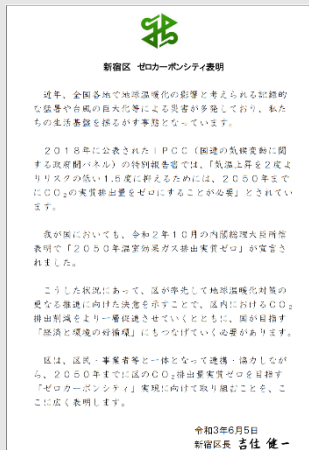 新宿区 ゼロカーボンシティ表明
近年、全国各地で地球温暖化の影響と考えられる記録的
な猛暑や台風の巨大化等による災害が多発しており、私た
ちの生活基盤を揺るがす事態となっています。
2018年に公表されたIPCC（国連の気候変動に関
する政府間パネル）の特別報告書では、「気温上昇を2度よ
りリスクの低い1.5度に抑えるためには、2050年まで
にCO₂の実質排出量をゼロにすることが必要」とされてい
ます。
我が国においても、令和2年10月の内閣総理大臣所信
表明で「2050年温室効果ガス排出実質ゼロ」が宣言さ
れました。
こうした状況にあって、区が率先して地球温暖化対策の
更なる推進に向けた決意を示すことで、区内におけるCO₂
排出削減をより一層促進させていくとともに、国が目指す
「経済と環境の好循環」にもつなげていく必要があります。
区は、区民・事業者等と一体となって連携・協力しなが
ら、2050年までに区のCO₂排出量実質ゼロを目指す
「ゼロカーボンシティ」実現に向けて取り組むことを、こ
こに広く表明します。
令和3年6月5日
新宿区長 吉住 健一